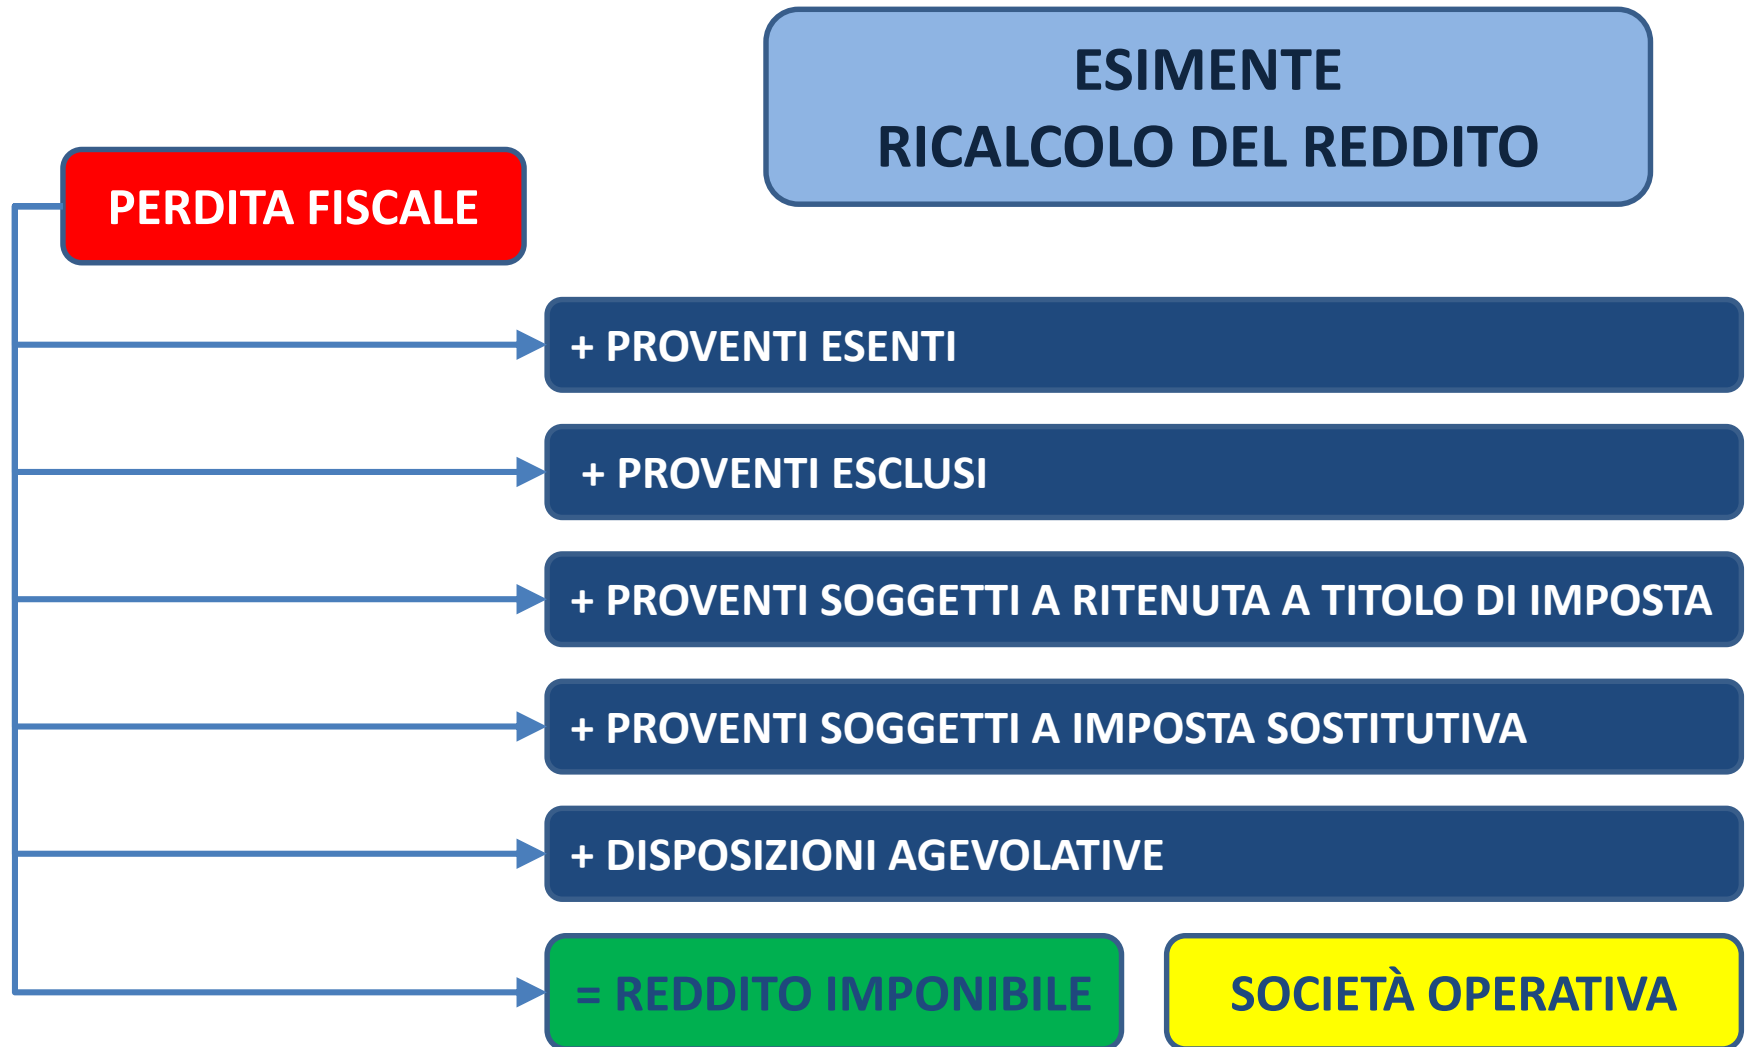 ESIMENTE
RICALCOLO DEL REDDITO
PERDITA FISCALE
+ PROVENTI ESENTI
+ PROVENTI ESCLUSI
+ PROVENTI SOGGETTI A RITENUTA A TITOLO DI IMPOSTA
+ PROVENTI SOGGETTI A IMPOSTA SOSTITUTIVA
+ DISPOSIZIONI AGEVOLATIVE
= REDDITO IMPONIBILE
SOCIETÀ OPERATIVA